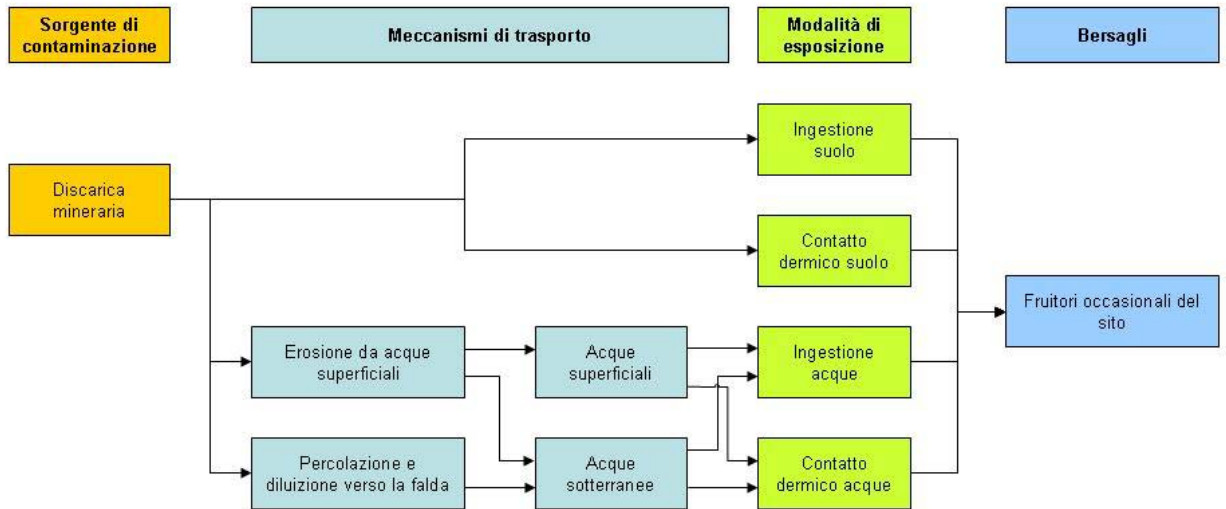 Sorgente di
contaminazione
Meccanismi di trasporto
Modalità di
esposizione
Bersagli
Ingestione
suolo
Discarica
mineraria
Contatto
dermico suolo
Fruitori occasionali del
sito
Erosione da acque
superficiali
Acque
superficiali
Ingestione
acque
Percolazione e
diluizione verso la falda
Acque
sotterranee
Contatto
dermico acque